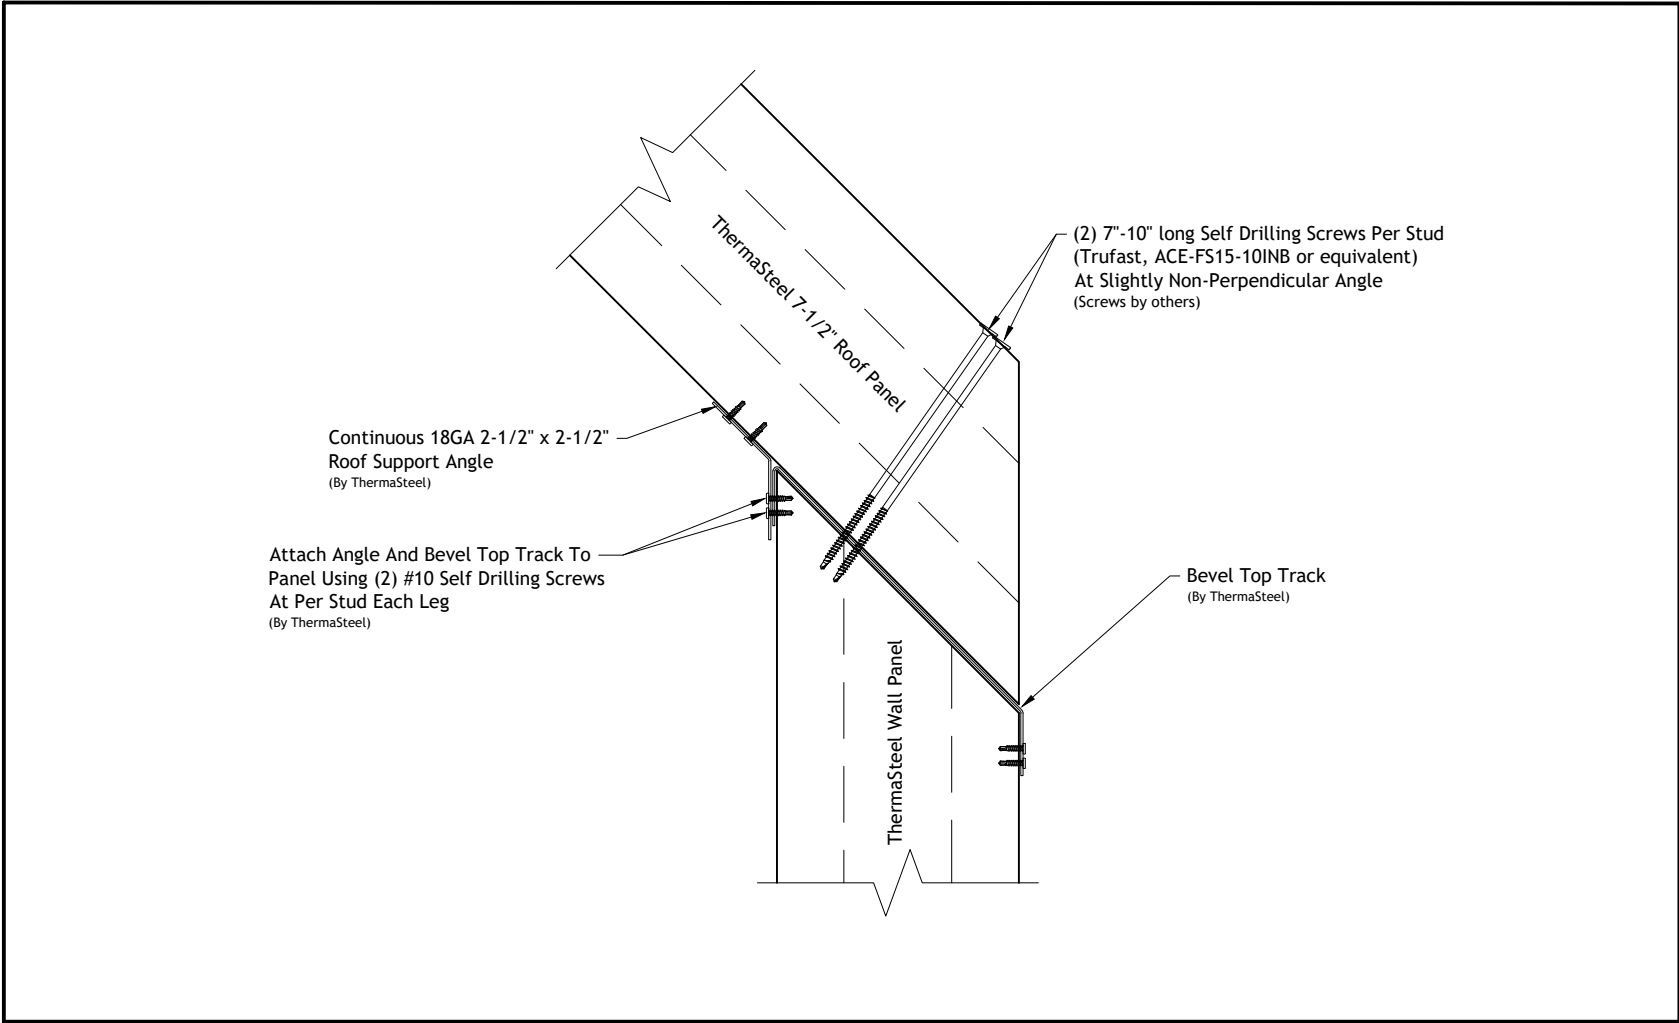 ThermaSteel 7-1/2" Roof Panel
(2) 7"-10" long Self Drilling Screws Per Stud
(Trufast, ACE-FS15-10INB or equivalent)
At Slightly Non-Perpendicular Angle
(Screws by others)
Continuous 18GA 2-1/2" x 2-1/2"
Roof Support Angle
(By ThermaSteel)
Attach Angle And Bevel Top Track To
Panel Using (2) #10 Self Drilling Screws
At Per Stud Each Leg
(By ThermaSteel)
Bevel Top Track
(By ThermaSteel)
ThermaSteel Wall Panel